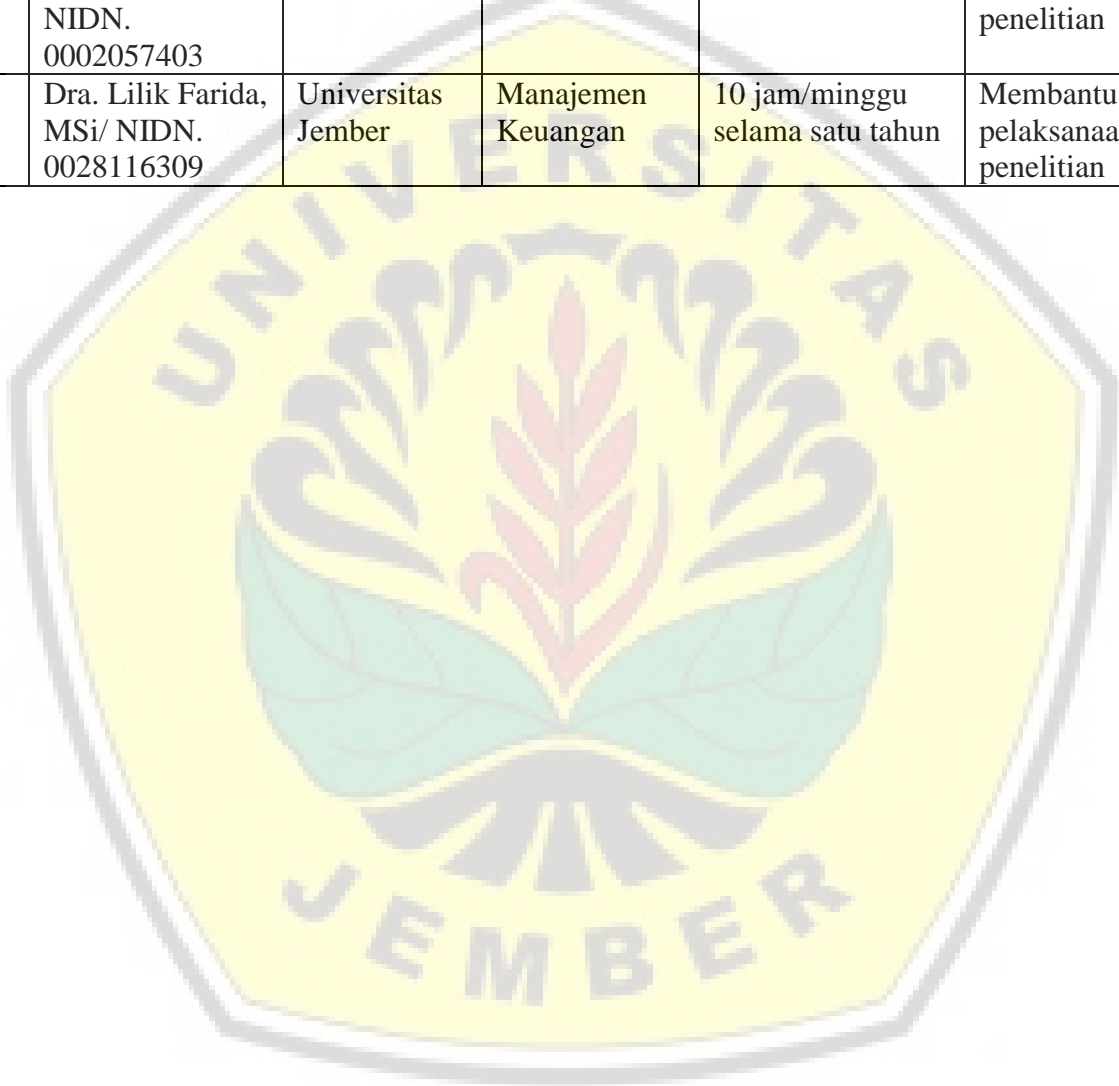 NIDN.
0002057403
penelitian
Dra. Lilik Farida,
MSi/ NIDN.
0028116309
Universitas
Jember
Manajemen
Keuangan
10 jam/minggu
selama satu tahun
Membantu
pelaksanaa
penelitian
UNIVERSITAS
JEMBER